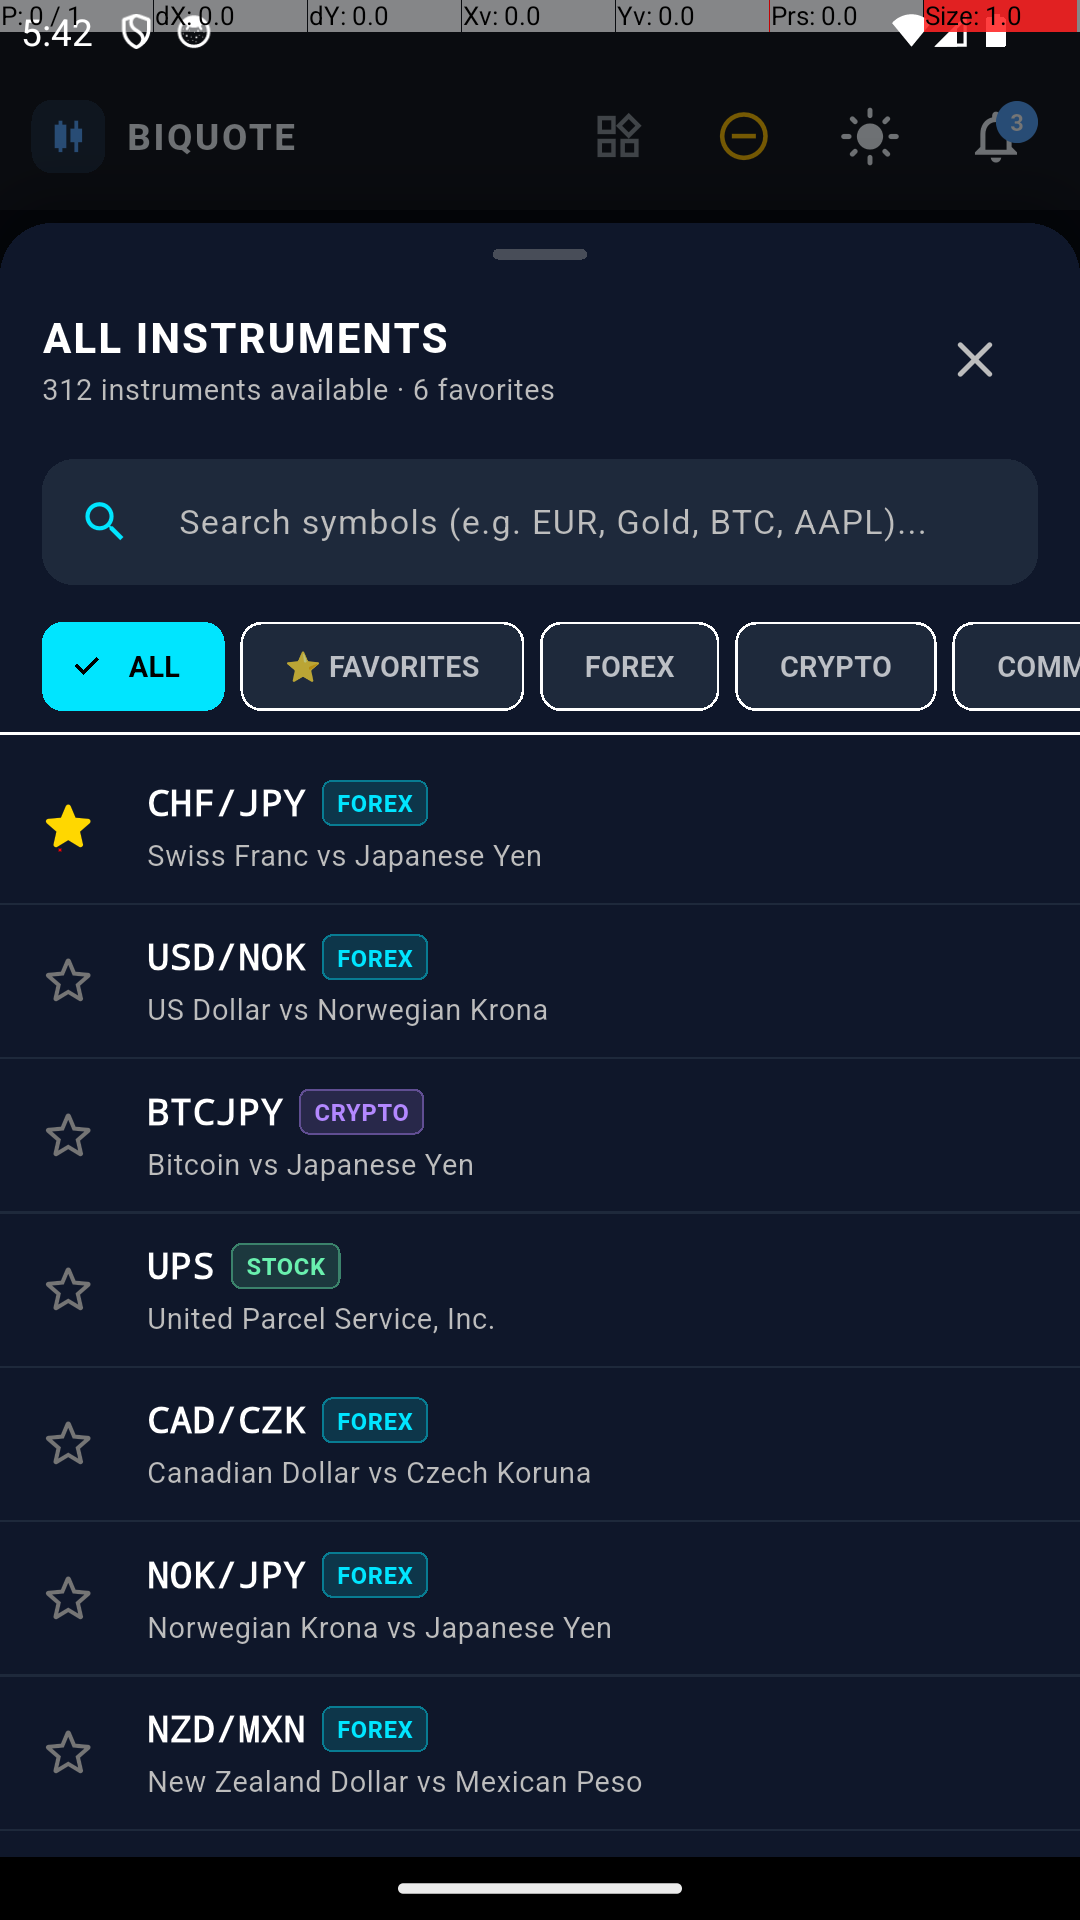 P: 0 / 1 dX: 0.0 dY: 0.0 Xv: 0.0 Yv: 0.0 Prs: 0.0 Size: 1.0
5:42
BIQUOTE 3
ALL INSTRUMENTS
312 instruments available · 6 favorites
Search symbols (e.g. EUR, Gold, BTC, AAPL)...
ALL ⭐ FAVORITES FOREX CRYPTO COMM
CHF/JPY FOREX
Swiss Franc vs Japanese Yen
USD/NOK FOREX
US Dollar vs Norwegian Krona
BTCJPY CRYPTO
Bitcoin vs Japanese Yen
UPS STOCK
United Parcel Service, Inc.
CAD/CZK FOREX
Canadian Dollar vs Czech Koruna
NOK/JPY FOREX
Norwegian Krona vs Japanese Yen
NZD/MXN FOREX
New Zealand Dollar vs Mexican Peso